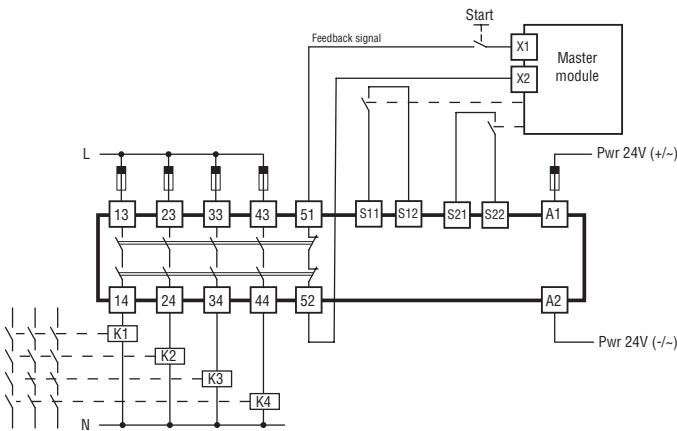 Start
Feedback signal
X1
Master
module
X2
L
Pwr 24V (+/~)
13
23
33
43
51
S11
S12
S21
S22
A1
14
24
34
44
52
A2
K1
K2
K3
K4
Pwr 24V (-/~)
N